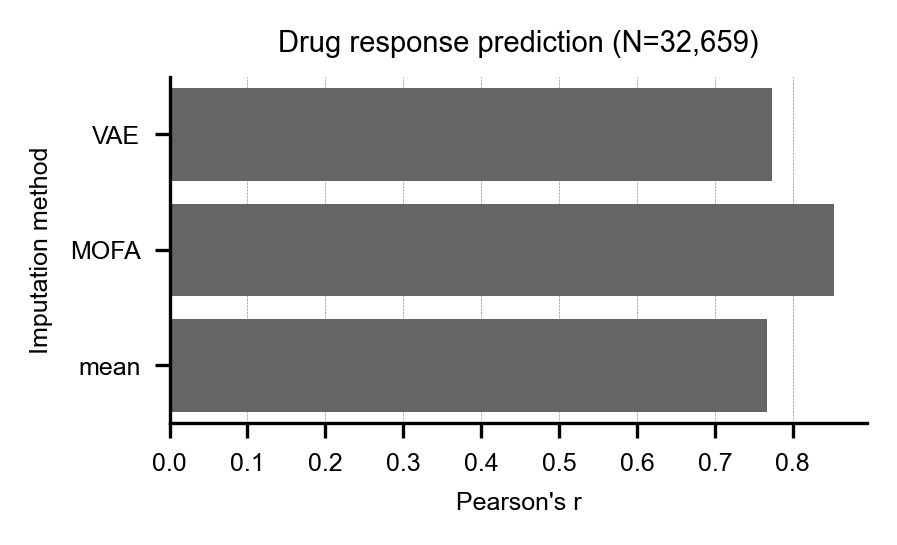 Drug response prediction (N=32,659)
Imputation method
VAE
MOFA
mean
0.0 0.1 0.2 0.3 0.4 0.5 0.6 0.7 0.8
Pearson's r